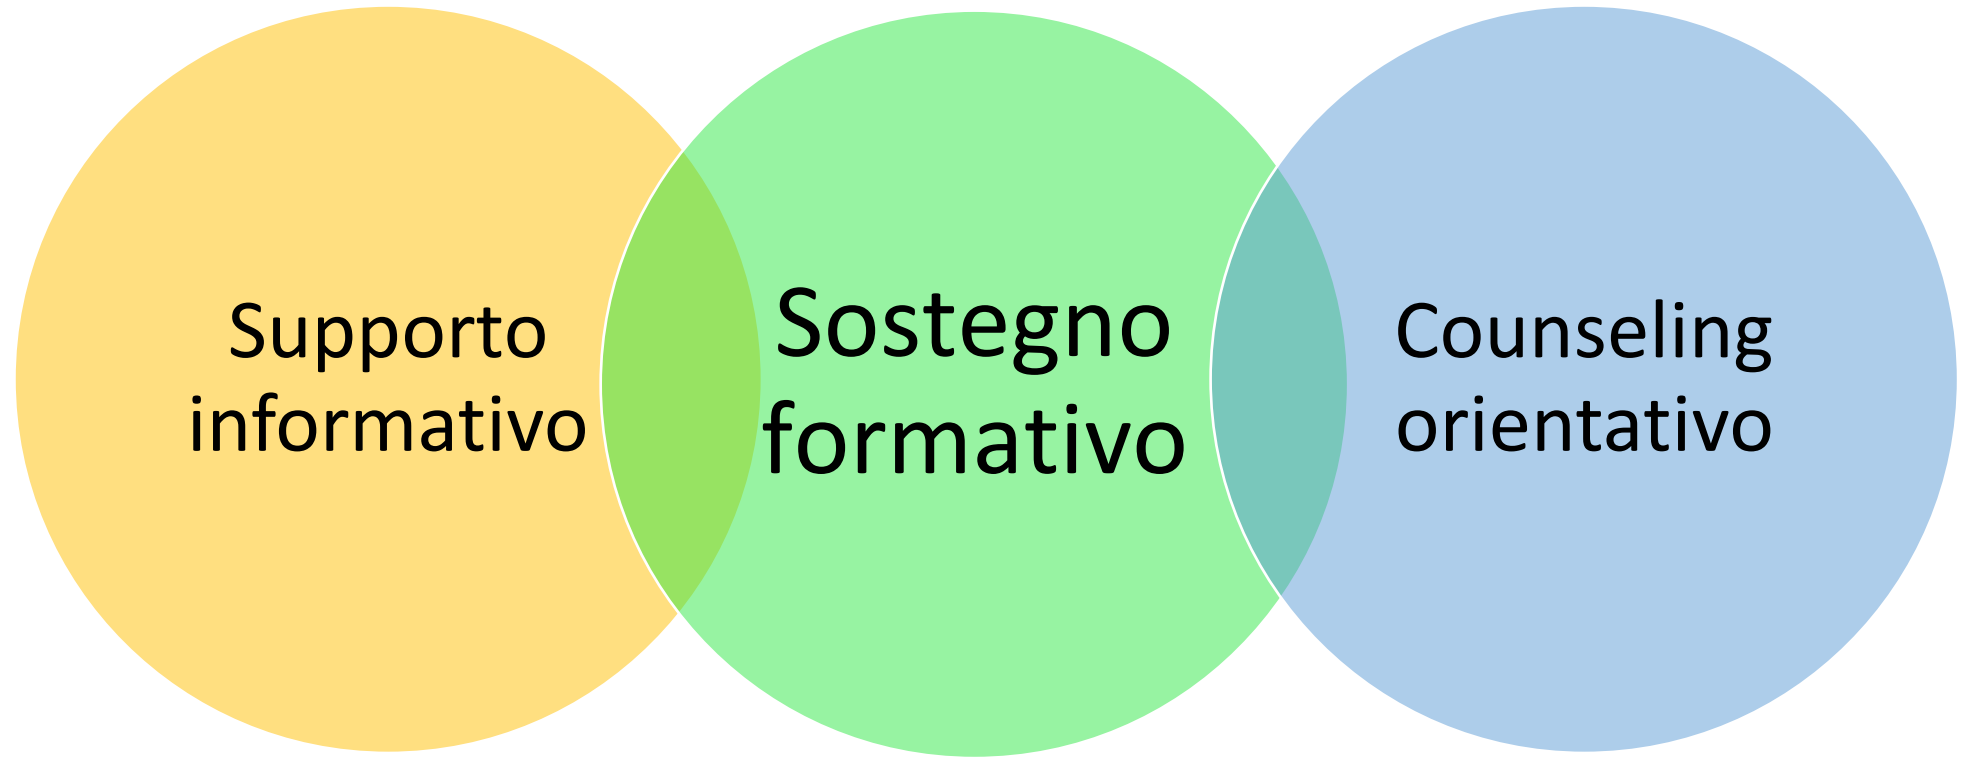 Supporto
informativo
Sostegno
formativo
Counseling
orientativo